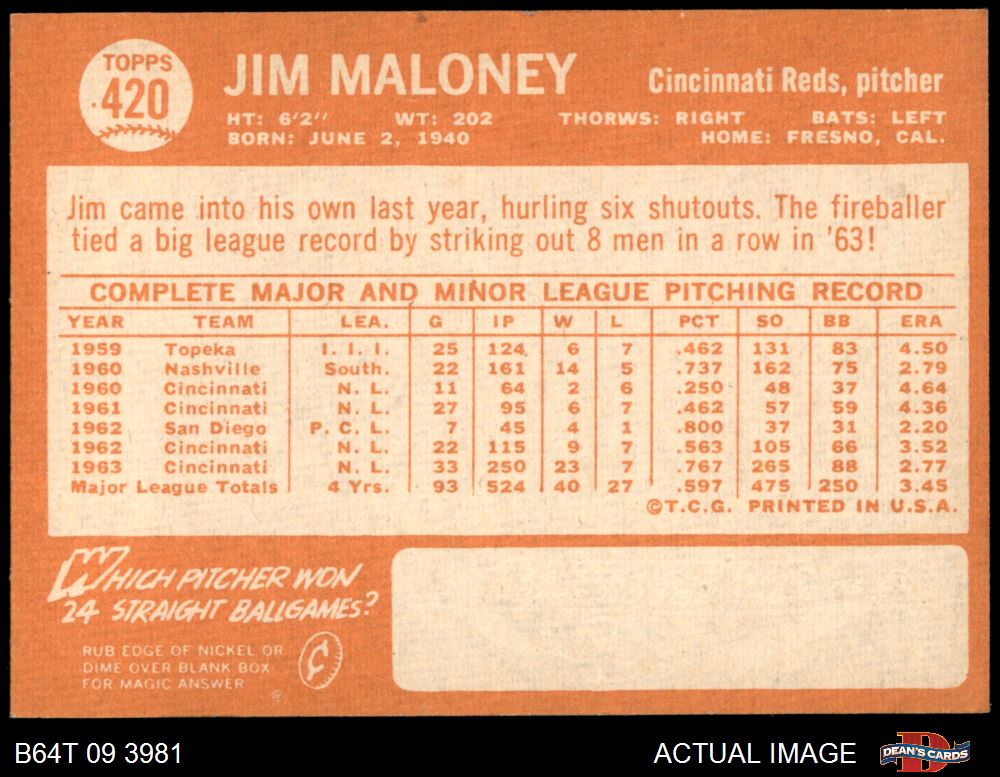 TOPPS
420
JIM MALONEY
Cincinnati Reds, pitcher
HT: 6'2" WT: 202 THORWS: RIGHT BATS: LEFT
BORN: JUNE 2, 1940 HOME: FRESNO, CAL.
Jim came into his own last year, hurling six shutouts. The fireballer
tied a big league record by striking out 8 men in a row in '63!
COMPLETE MAJOR AND MINOR LEAGUE PITCHING RECORD
YEAR TEAM LEA. G IP W L PCT SO BB ERA
1959 Topeka I. I. I. 25 124 6 7 .462 131 83 4.50
1960 Nashville South. 22 161 14 5 .737 162 75 2.79
1960 Cincinnati N. L. 11 64 2 6 .250 48 37 4.64
1961 Cincinnati N. L. 27 95 6 7 .462 57 59 4.36
1962 San Diego P. C. L. 7 45 4 1 .800 37 31 2.20
1962 Cincinnati N. L. 22 115 9 7 .563 105 66 3.52
1963 Cincinnati N. L. 33 250 23 7 .767 265 88 2.77
Major League Totals 4 Yrs. 93 524 40 27 .597 475 250 3.45
©T.C.G. PRINTED IN U.S.A.
WHICH PITCHER WON
24 STRAIGHT BALLGAMES?
RUB EDGE OF NICKEL OR
DIME OVER BLANK BOX
FOR MAGIC ANSWER
¢
B64T 09 3981
ACTUAL IMAGE
DEAN'S CARDS